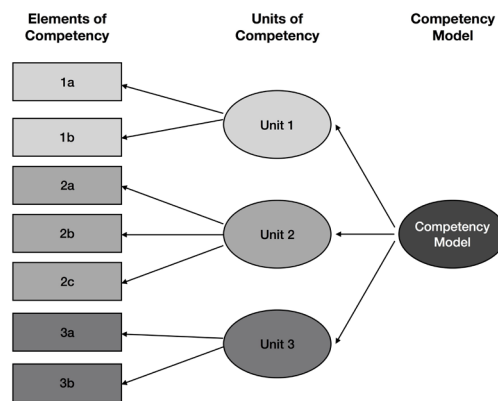 Elements of
Competency
Units of
Competency
Competency
Model
1a
1b
2a
2b
2c
3a
3b
Unit 1
Unit 2
Unit 3
Competency
Model